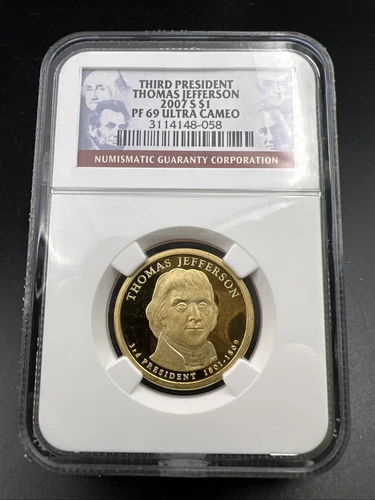 THIRD PRESIDENT
THOMAS JEFFERSON
2007 S $1
PF 69 ULTRA CAMEO
3114148-058
NUMISMATIC GUARANTY CORPORATION
THOMAS JEFFERSON
3rd PRESIDENT 1801-1809